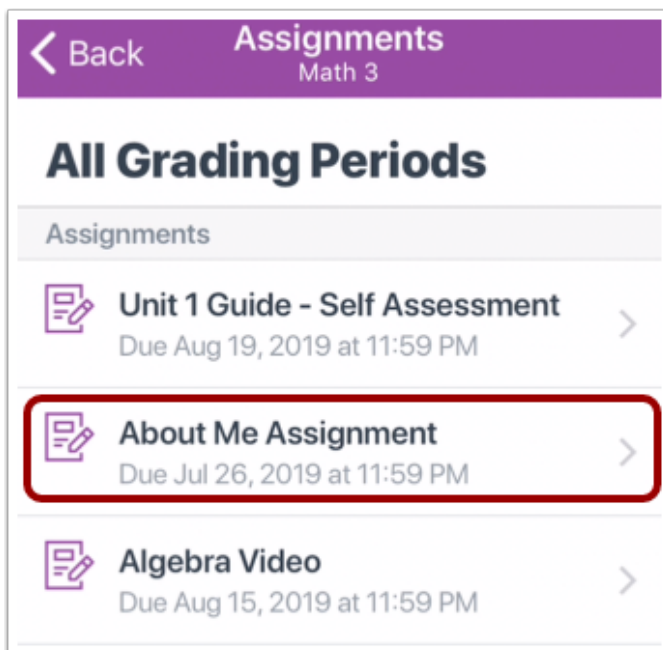 Back
Assignments
Math 3
All Grading Periods
Assignments
Unit 1 Guide - Self Assessment
Due Aug 19, 2019 at 11:59 PM
About Me Assignment
Due Jul 26, 2019 at 11:59 PM
Algebra Video
Due Aug 15, 2019 at 11:59 PM